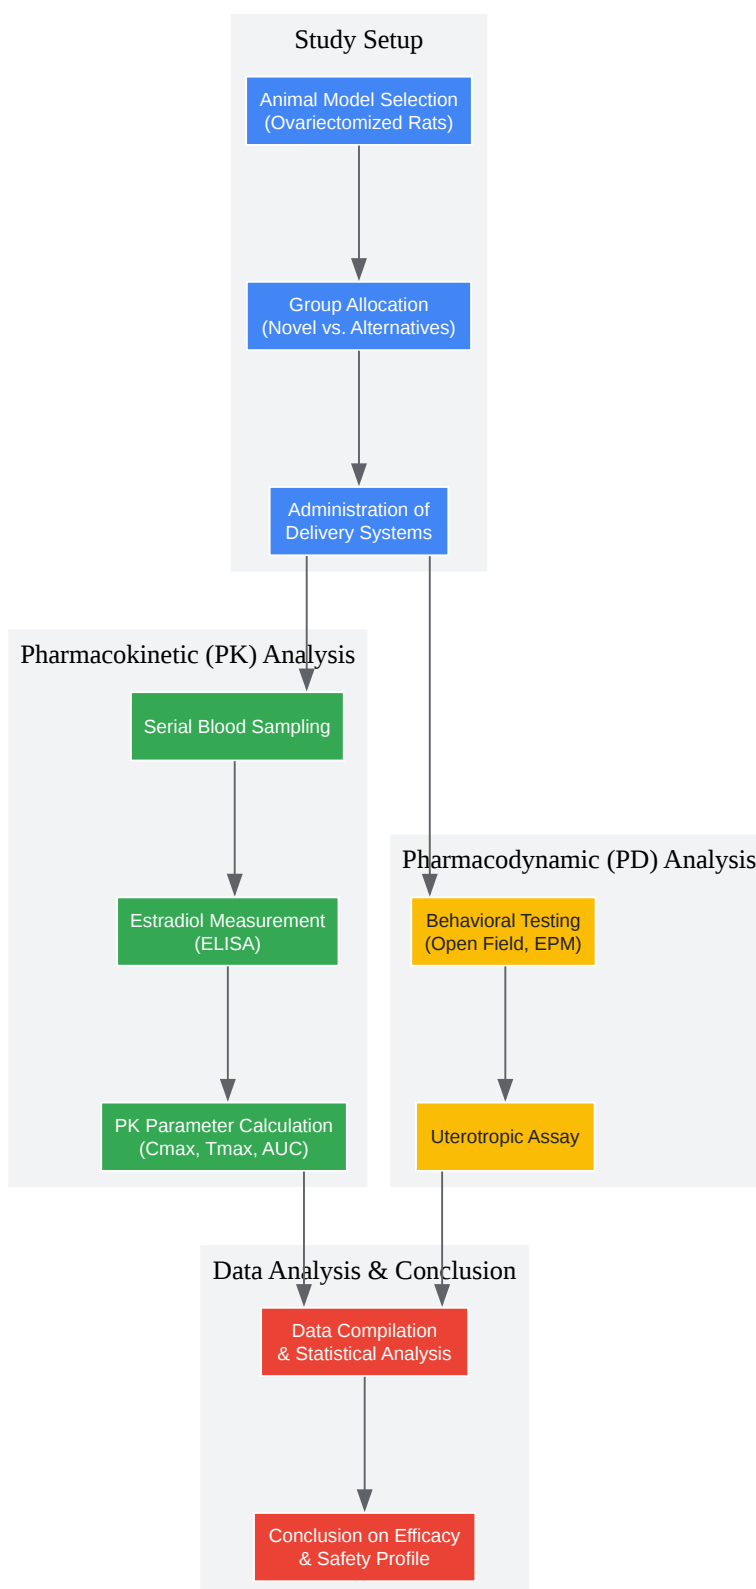 Study Setup
Animal Model Selection
(Ovariectomized Rats)
Group Allocation
(Novel vs. Alternatives)
Administration of
Delivery Systems
Pharmacokinetic (PK) Analysis
Serial Blood Sampling
Estradiol Measurement
(ELISA)
PK Parameter Calculation
(Cmax, Tmax, AUC)
Pharmacodynamic (PD) Analysis
Behavioral Testing
(Open Field, EPM)
Uterotropic Assay
Data Analysis & Conclusion
Data Compilation
& Statistical Analysis
Conclusion on Efficacy
& Safety Profile